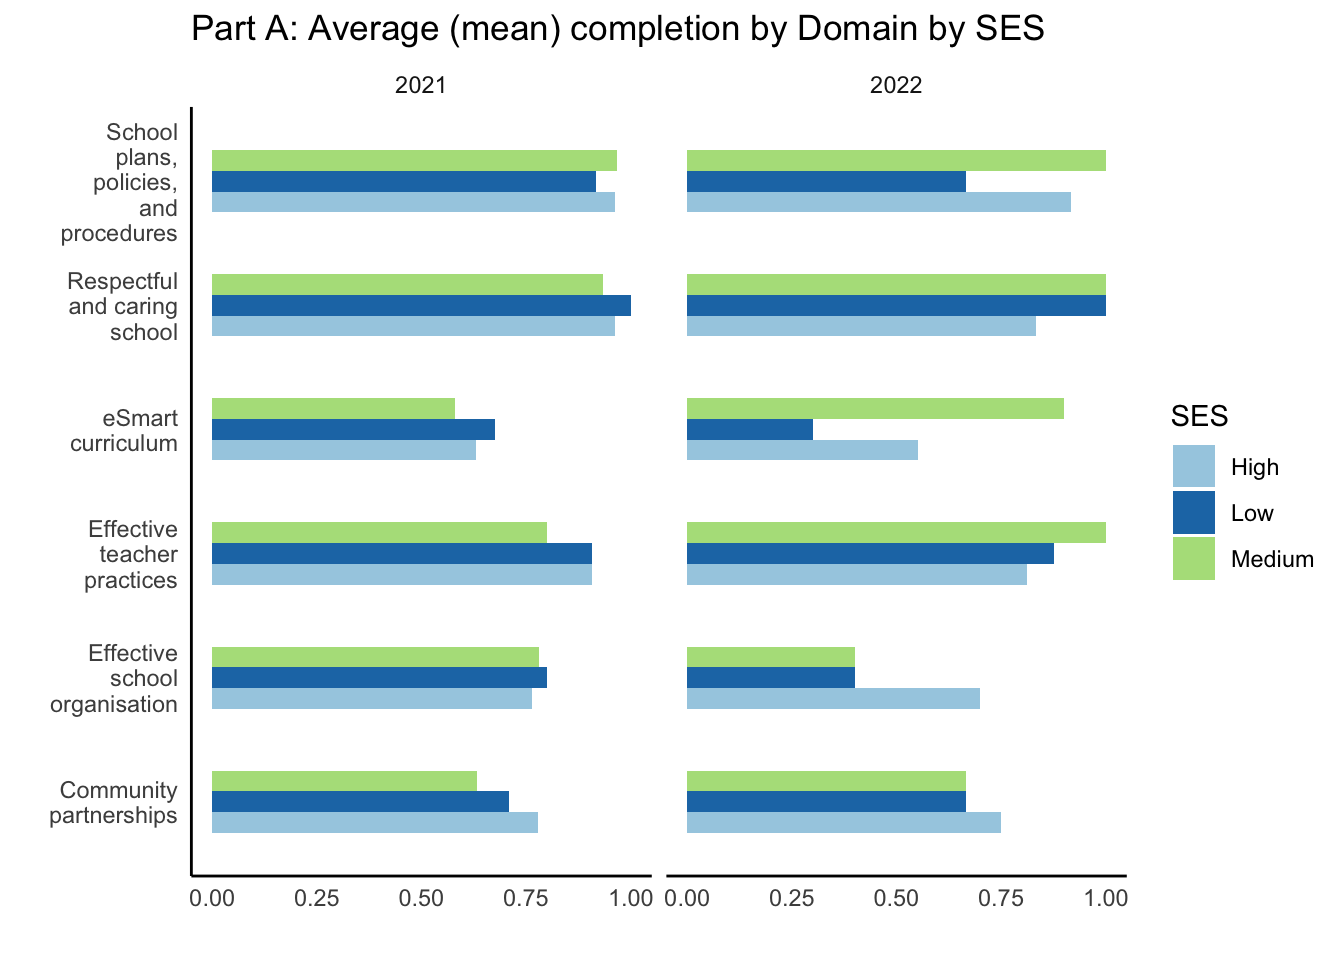 Part A: Average (mean) completion by Domain by SES
2021
2022
School
plans,
policies,
and
procedures
Respectful
and caring
school
eSmart
curriculum
Effective
teacher
practices
Effective
school
organisation
Community
partnerships
0.00 0.25 0.50 0.75 1.00
0.00 0.25 0.50 0.75 1.00
SES
High
Low
Medium